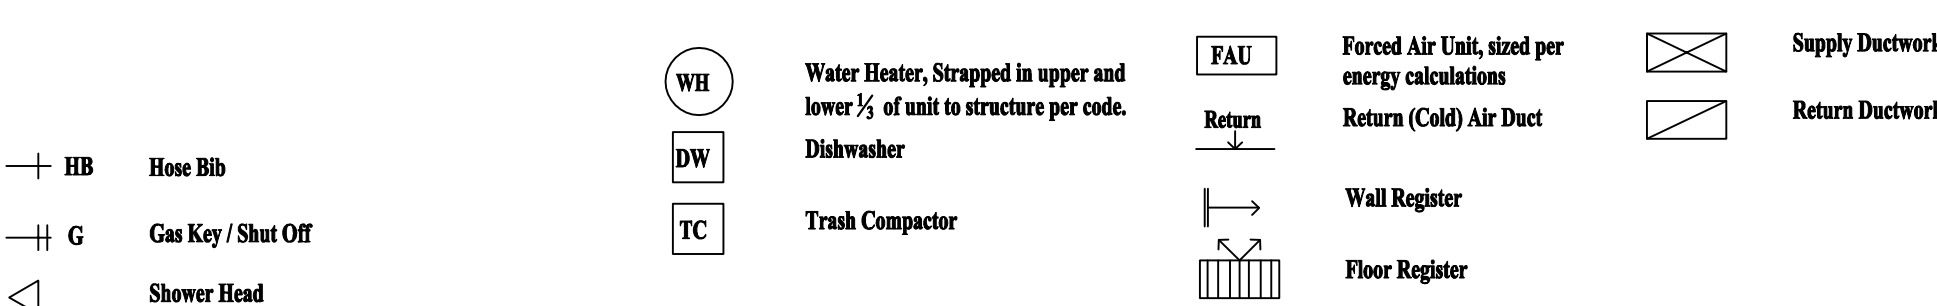 HB Hose Bib
G Gas Key / Shut Off
Shower Head
WH Water Heater, Strapped in upper and
lower 1/3 of unit to structure per code.
DW Dishwasher
TC Trash Compactor
FAU Forced Air Unit, sized per
energy calculations
Return Return (Cold) Air Duct
Wall Register
Floor Register
Supply Ductwork
Return Ductwork